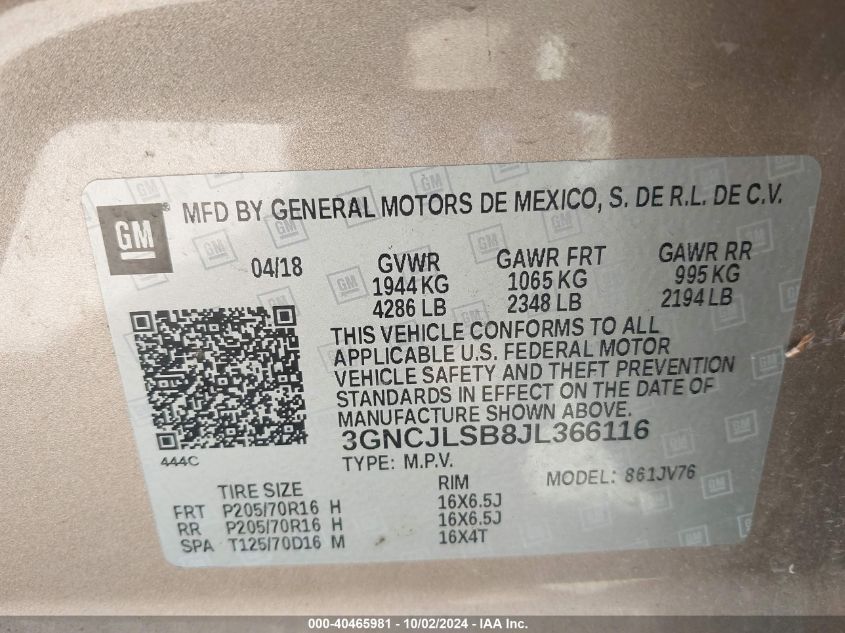 GM
MFD BY GENERAL MOTORS DE MEXICO, S. DE R.L. DE C.V.
04/18 GVWR GAWR FRT GAWR RR
1944 KG 1065 KG 995 KG
4286 LB 2348 LB 2194 LB
THIS VEHICLE CONFORMS TO ALL
APPLICABLE U.S. FEDERAL MOTOR
VEHICLE SAFETY AND THEFT PREVENTION
STANDARDS IN EFFECT ON THE DATE OF
MANUFACTURE SHOWN ABOVE.
444C
3GNCJLSB8JL366116
TYPE: M.P.V. MODEL: 861JV76
TIRE SIZE RIM
FRT P205/70R16 H 16X6.5J
RR P205/70R16 H 16X6.5J
SPA T125/70D16 M 16X4T
000-40465981 - 10/02/2024 - IAA Inc.